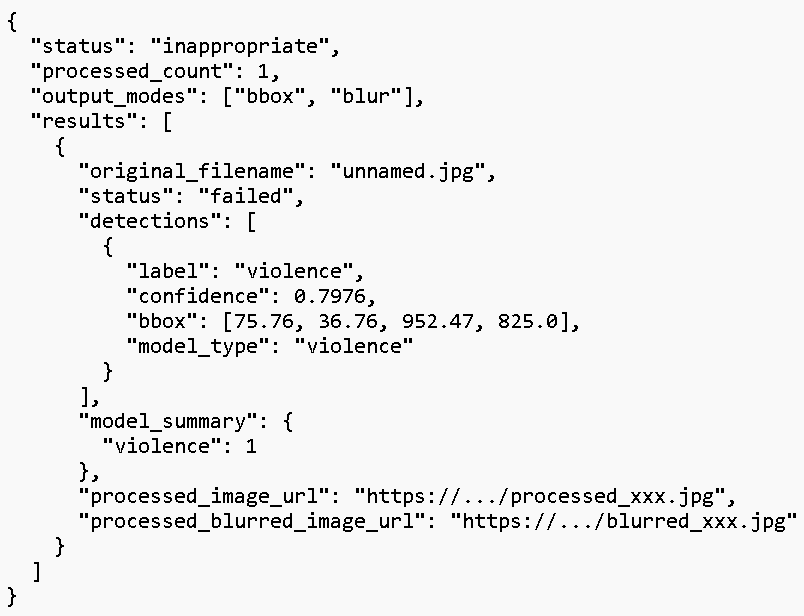 {
  "status": "inappropriate",
  "processed_count": 1,
  "output_modes": ["bbox", "blur"],
  "results": [
    {
      "original_filename": "unnamed.jpg",
      "status": "failed",
      "detections": [
        {
          "label": "violence",
          "confidence": 0.7976,
          "bbox": [75.76, 36.76, 952.47, 825.0],
          "model_type": "violence"
        }
      ],
      "model_summary": {
        "violence": 1
      },
      "processed_image_url": "https://.../processed_xxx.jpg",
      "processed_blurred_image_url": "https://.../blurred_xxx.jpg"
    }
  ]
}